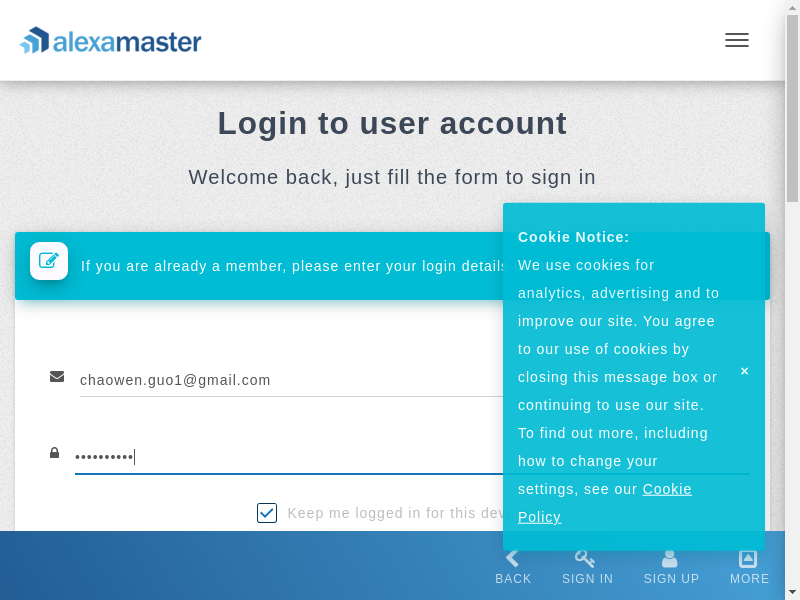 alexamaster
Login to user account
Welcome back, just fill the form to sign in
If you are already a member, please enter your login details
Cookie Notice:
We use cookies for
analytics, advertising and to
improve our site. You agree
to our use of cookies by
closing this message box or
continuing to use our site.
To find out more, including
how to change your
settings, see our Cookie
Policy
×
chaowen.guo1@gmail.com
••••••••••
Keep me logged in for this
BACK
SIGN IN
SIGN UP
MORE